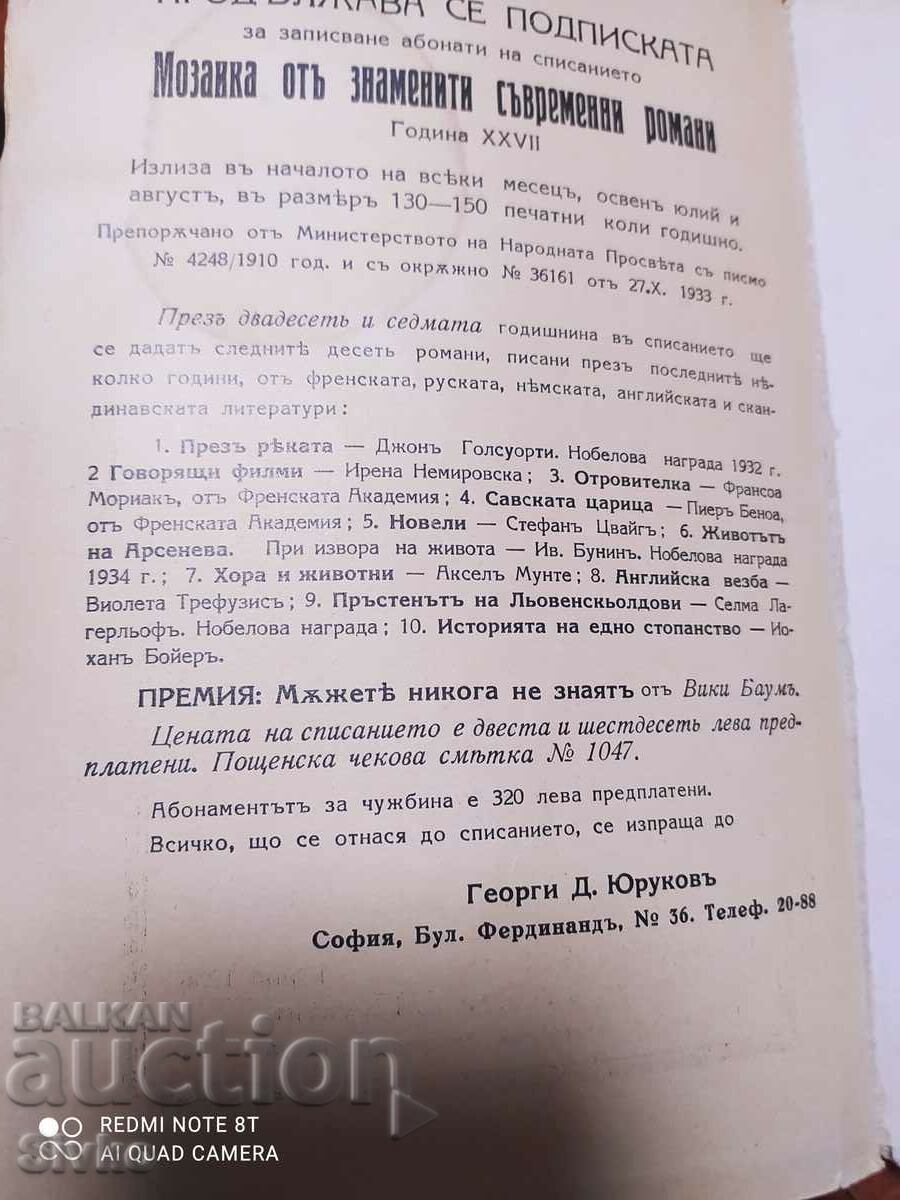 ПРОДЪЛЖАВА СЕ ПОДПИСКАТА
за записване абонати на списанието
Мозаика отъ знаменити съвременни романи
Година XXVII
Излиза въ началото на всѣки месецъ, освенъ юлий и
августъ, въ размѣръ 130—150 печатни коли годишно.
Препорѫчано отъ Министерството на Народната Просвѣта съ писмо
№ 4248/1910 год. и съ окрѫжно № 36161 отъ 27.X. 1933 г.
Презъ двадесеть и седмата годишнина въ списанието ще
се дадатъ следнитѣ десеть романи, писани презъ последнитѣ нѣ-
колко години, отъ френската, руската, нѣмската, английската и скан-
динавската литератури:
1. Презъ рѣката — Джонъ Голсуорти. Нобелова награда 1932 г.
2 Говорящи филми — Ирена Немировска; 3. Отровителка — Франсоа
Мориакъ, отъ Френската Академия; 4. Савската царица — Пиеръ Беноа,
отъ Френската Академия; 5. Новели — Стефанъ Цвайгъ; 6. Животътъ
на Арсенева. При извора на живота — Ив. Бунинъ. Нобелова награда
1934 г.; 7. Хора и животни — Акселъ Мунте; 8. Английска везба —
Виолета Трефузисъ; 9. Пръстенътъ на Льовенскьолдови — Селма Ла-
герльофъ. Нобелова награда; 10. Историята на едно стопанство — Ио-
ханъ Бойеръ.
ПРЕМИЯ: Мѫжетѣ никога не знаятъ отъ Вики Баумъ.
Цената на списанието е двеста и шестдесеть лева пред-
платени. Пощенска чекова смѣтка № 1047.
Абонаментътъ за чужбина е 320 лева предплатени.
Всичко, що се отнася до списанието, се изпраща до
Георги Д. Юруковъ
София, Бул. Фердинандъ, № 36. Телеф. 20-88
BALKAN
auction
REDMI NOTE 8T
AI QUAD CAMERA
Sivko